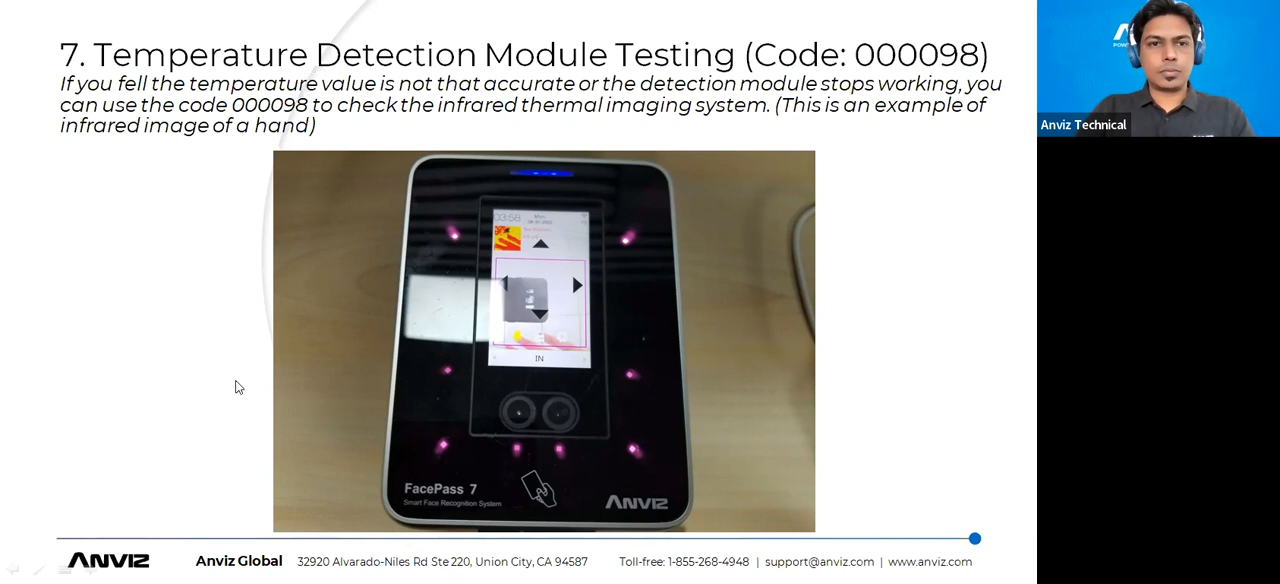 7. Temperature Detection Module Testing (Code: 000098)
If you fell the temperature value is not that accurate or the detection module stops working, you
can use the code 000098 to check the infrared thermal imaging system. (This is an example of
infrared image of a hand)
Anviz Technical
03:58
Mon
IN
FacePass 7
Smart Face Recognition System
ANVIZ
ANVIZ
Anviz Global
32920 Alvarado-Niles Rd Ste 220, Union City, CA 94587
Toll-free: 1-855-268-4948 | support@anviz.com | www.anviz.com